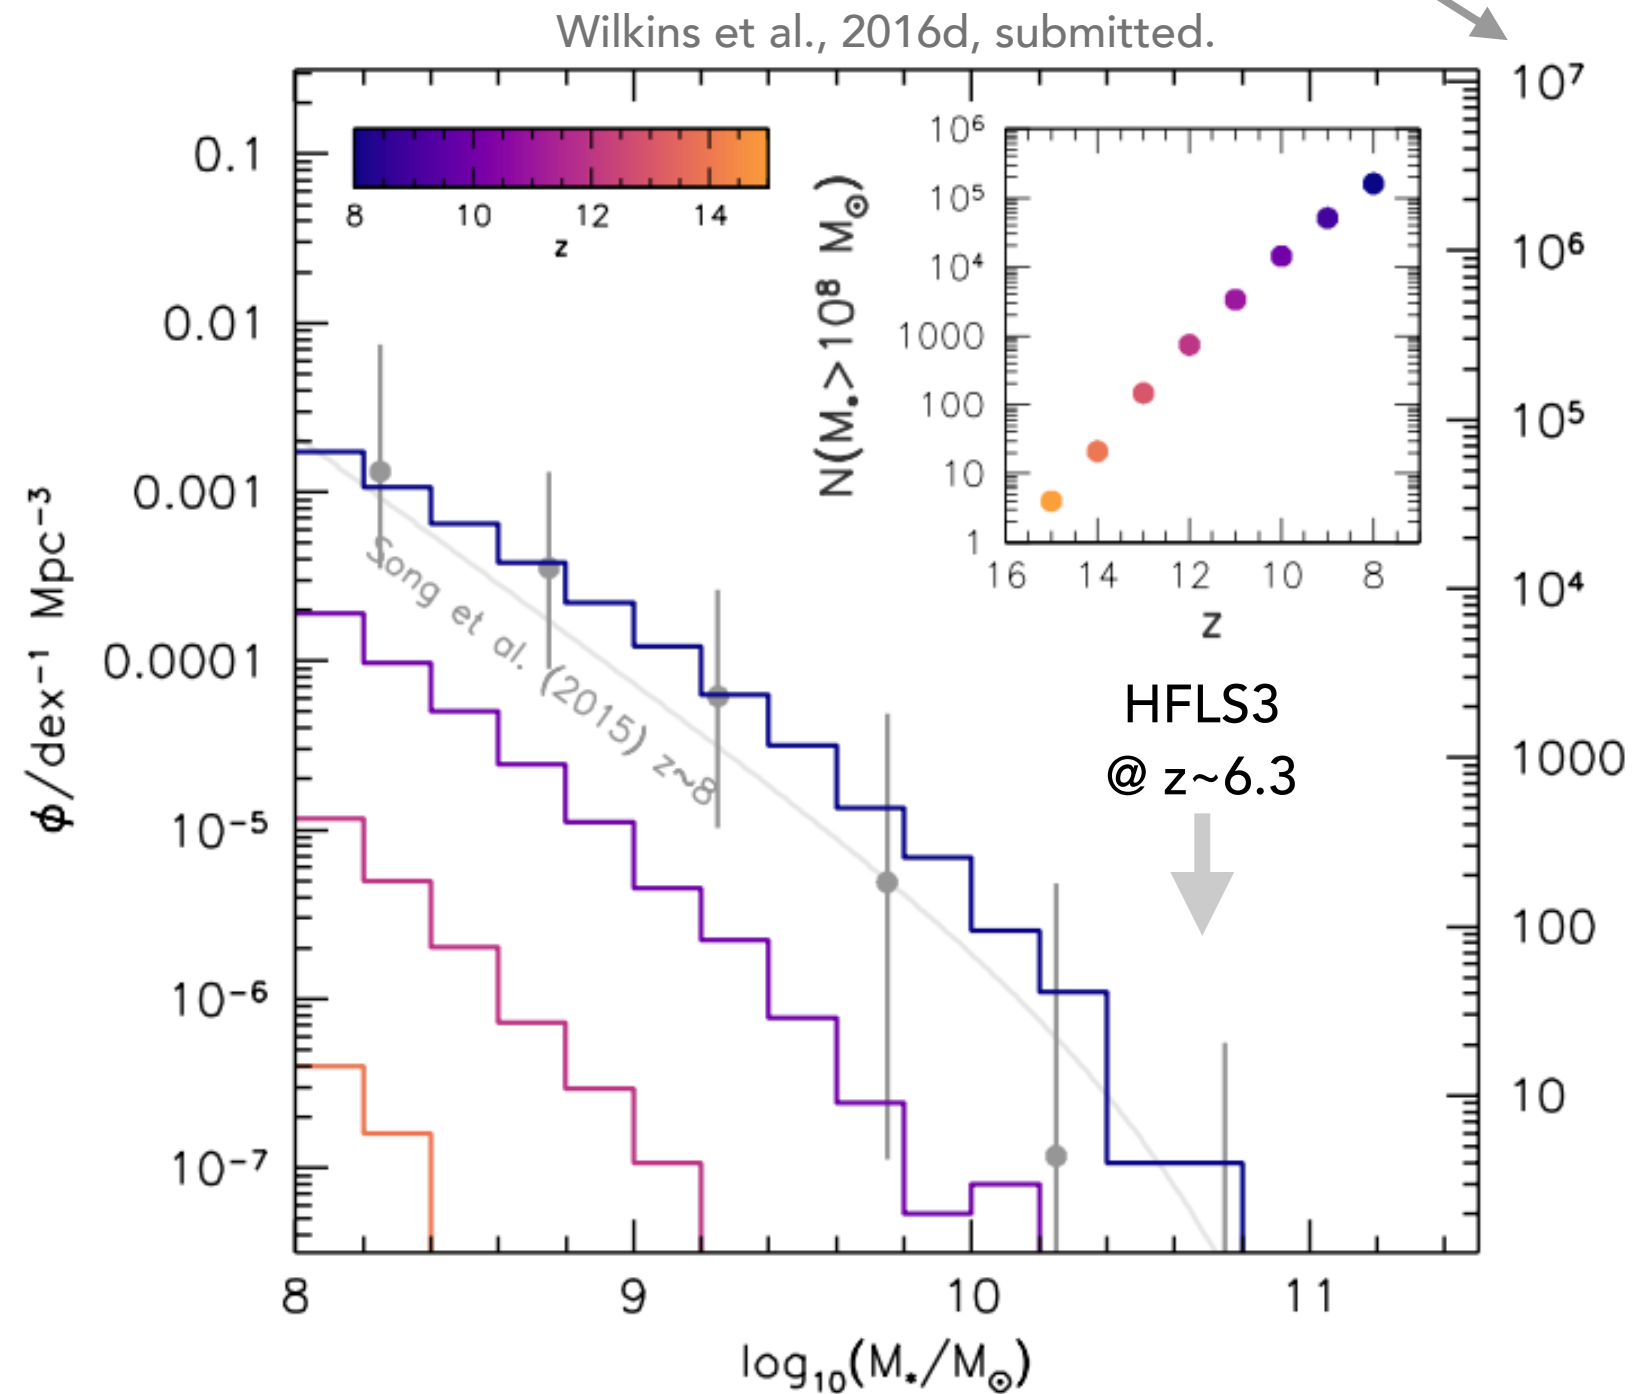 Wilkins et al., 2016d, submitted.
0.1
0.01
0.001
0.0001
10⁻⁵
10⁻⁶
10⁻⁷
ϕ/dex⁻¹ Mpc⁻³
8 10 12 14
z
N(M*>10⁸ M⊙)
10⁶
10⁵
10⁴
1000
100
10
1
16 14 12 10 8
z
10⁷
10⁶
10⁵
10⁴
1000
100
10
Song et al. (2015) z~8
HFLS3
@ z~6.3
8 9 10 11
log₁₀(M*/M⊙)